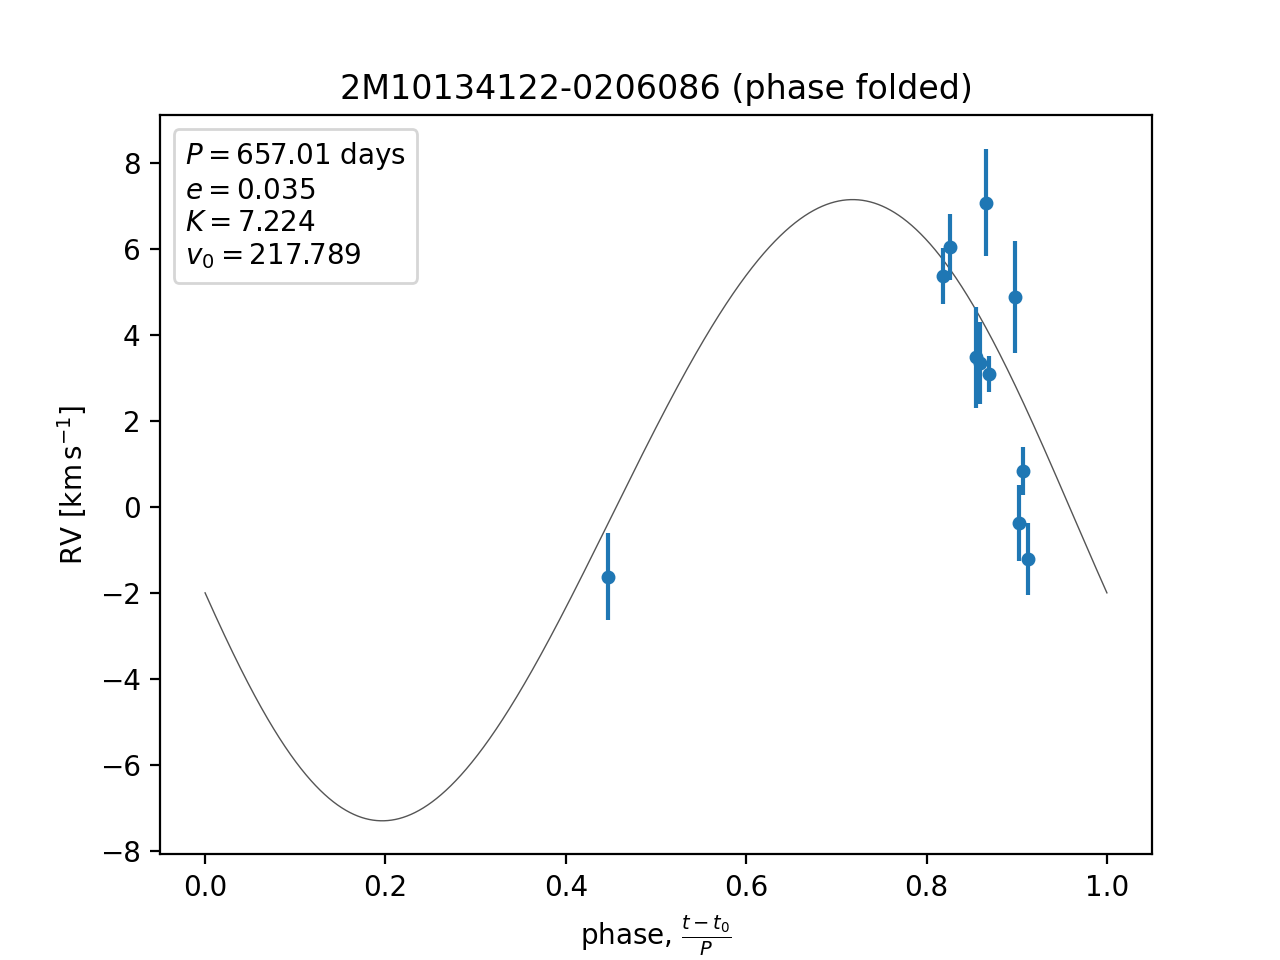 2M10134122-0206086 (phase folded)
P = 657.01 days
e = 0.035
K = 7.224
v₀ = 217.789
8
6
4
2
0
−2
−4
−6
−8
RV [km s⁻¹]
0.0 0.2 0.4 0.6 0.8 1.0
phase, (t − t₀)/P